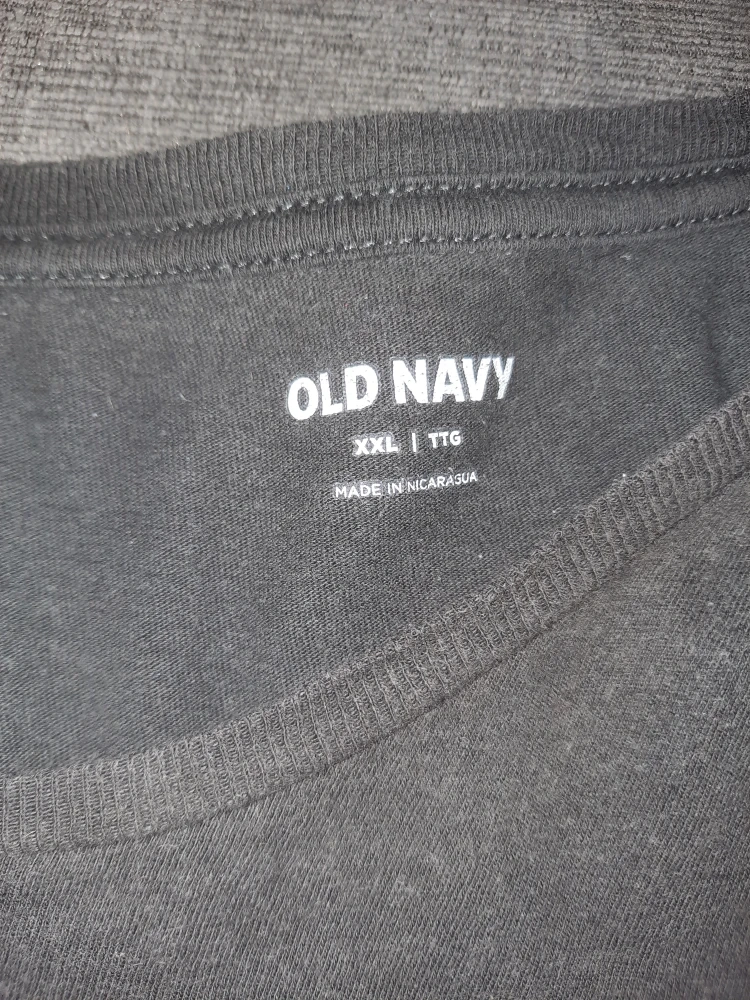 OLD NAVY
XXL | TTG
MADE IN NICARAGUA